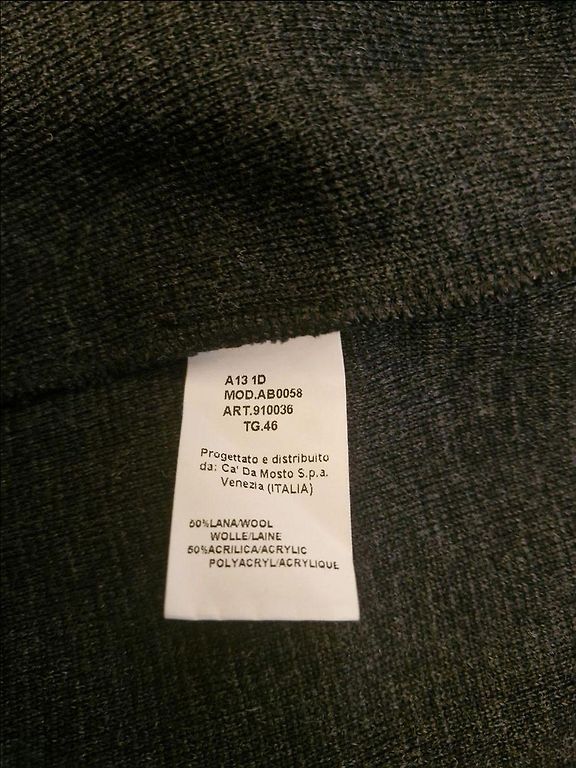 A13 1D
MOD.AB0058
ART.910036
TG.46
Progettato e distribuito
da: Ca' Da Mosto S.p.a.
Venezia (ITALIA)
50%LANA/WOOL
WOLLE/LAINE
50%ACRILICA/ACRYLIC
POLYACRYL/ACRYLIQUE